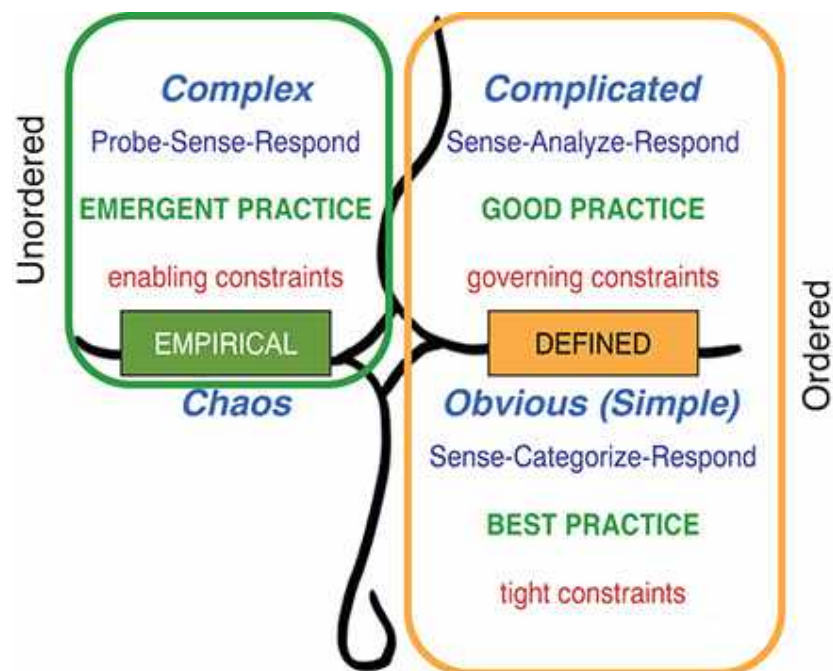 Unordered
Complex
Probe-Sense-Respond
EMERGENT PRACTICE
enabling constraints
EMPIRICAL
Chaos
Complicated
Sense-Analyze-Respond
GOOD PRACTICE
governing constraints
DEFINED
Obvious (Simple)
Sense-Categorize-Respond
BEST PRACTICE
tight constraints
Ordered